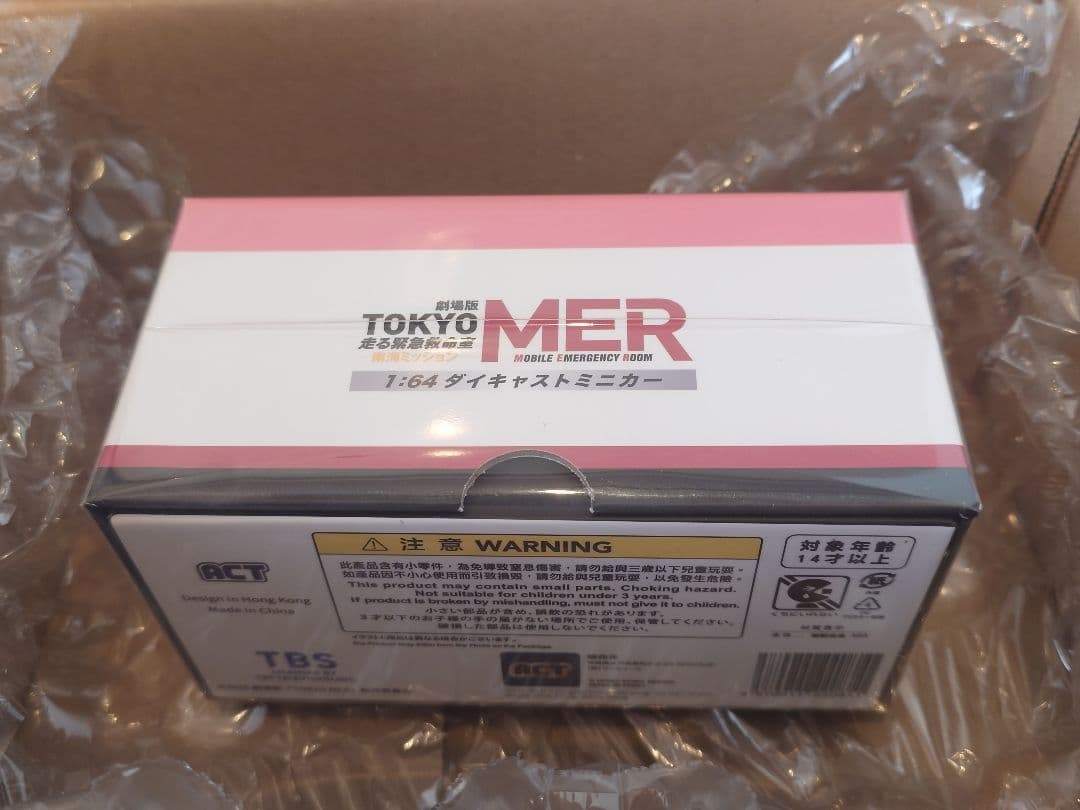 劇場版
TOKYO MER
走る緊急救命室
南海ミッション
MOBILE EMERGENCY ROOM
1:64 ダイキャストミニカー
ACT
Design in Hong Kong
Made in China
⚠ 注意 WARNING
此產品含有小零件，為免導致窒息傷害，請勿給與三歲以下兒童玩耍。
如產品因不小心使用而引致損毀，請勿給與兒童玩耍，以免發生危險。
This product may contain small parts. Choking hazard.
Not suitable for children under 3 years.
If product is broken by mishandling, must not give it to children.
小さい部品が含め、誤飲の恐れがあります。
3才以下のお子様の手の届がない場所でご使用、保管してください。
破損した部品は使用しないでください。
対象年齢
14才以上
くちにいれない
TBS
ACT